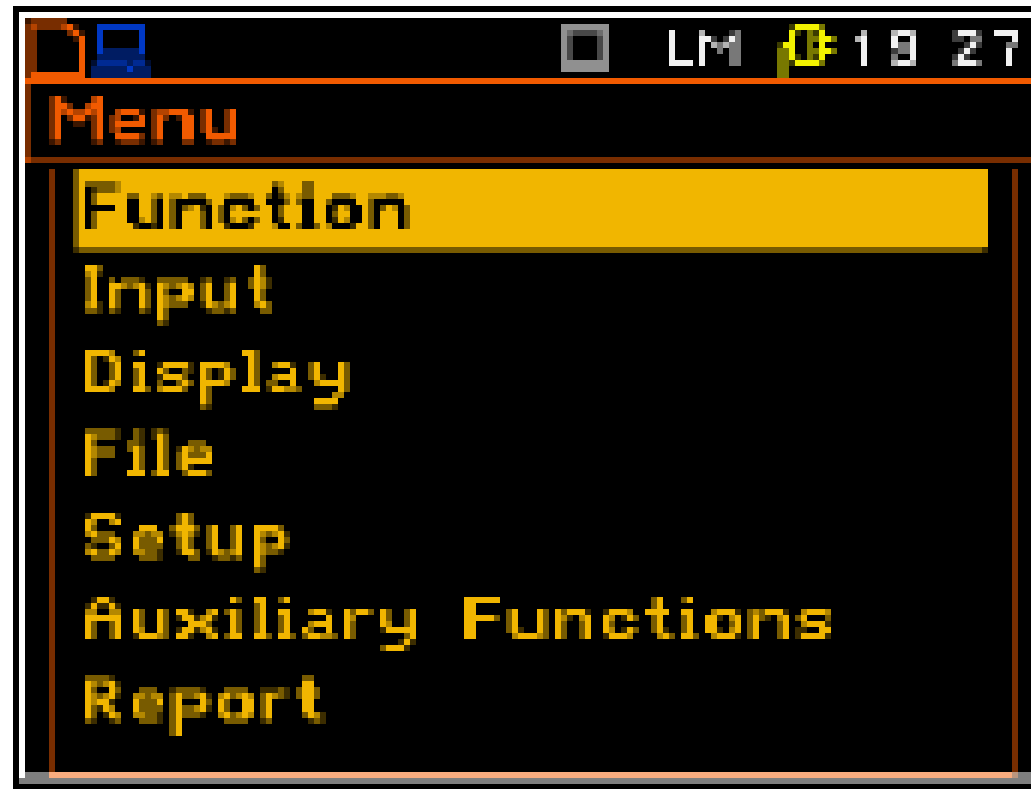 LM 19 27
Menu
Function
Input
Display
File
Setup
Auxiliary Functions
Report